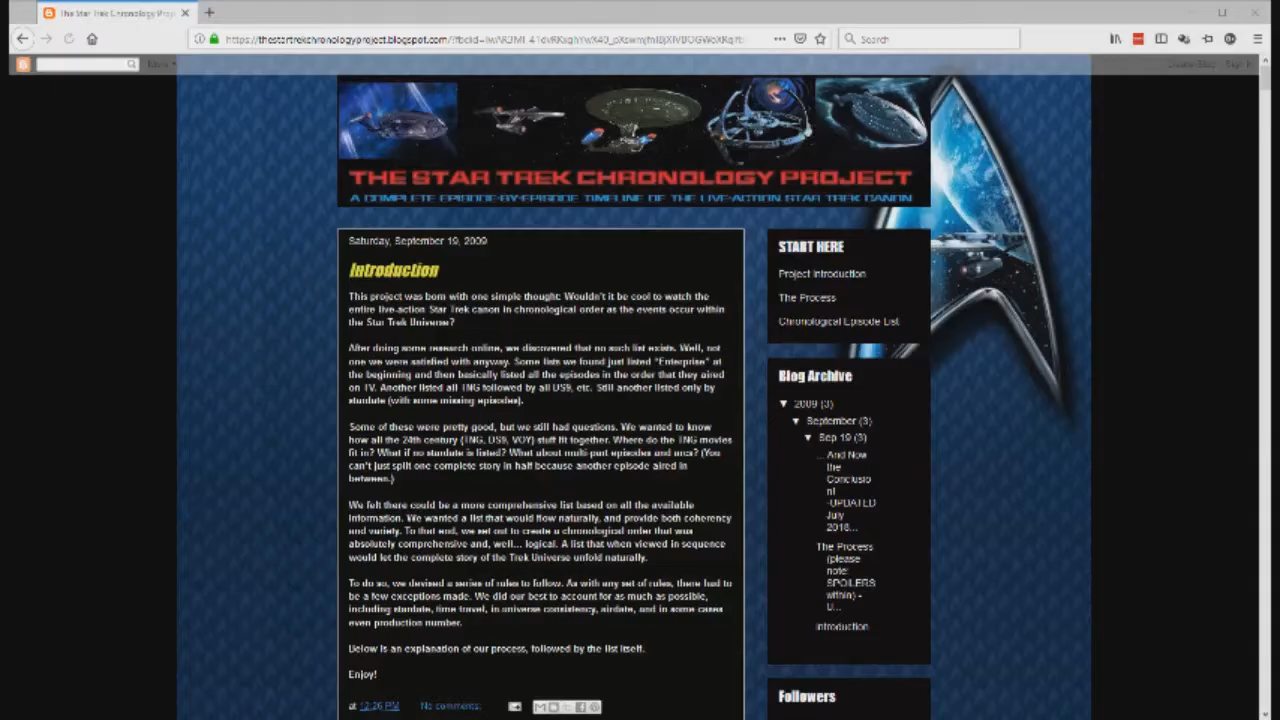 The Star Trek Chronology Proj
Search
THE STAR TREK CHRONOLOGY PROJECT
A COMPLETE EPISODE-BY-EPISODE TIMELINE OF THE LIVE-ACTION STAR TREK CANON
Saturday, September 19, 2009
Introduction
This project was born with one simple thought: Wouldn't it be cool to watch the
entire live-action Star Trek canon in chronological order as the events occur within
the Star Trek Universe?
After doing some research online, we discovered that no such list exists. Well, not
one we were satisfied with anyway. Some lists we found just listed "Enterprise" at
the beginning and then basically listed all the episodes in the order that they aired
on TV. Another listed all TNG followed by all DS9, etc. Still another listed only by
stardate (with some missing episodes).
Some of these were pretty good, but we still had questions. We wanted to know
how all the 24th century (TNG, DS9, VOY) stuff fit together. Where do the TNG movies
fit in? What if no stardate is listed? What about multi-part episodes and arcs? (You
can't just split one complete story in half because another episode aired in
between.)
We felt there could be a more comprehensive list based on all the available
information. We wanted a list that would flow naturally, and provide both coherency
and variety. To that end, we set out to create a chronological order that was
absolutely comprehensive and, well... logical. A list that when viewed in sequence
would let the complete story of the Trek Universe unfold naturally.
To do so, we devised a series of rules to follow. As with any set of rules, there had to
be a few exceptions made. We did our best to account for as much as possible,
including stardate, time travel, in universe consistency, airdate, and in some cases
even production number.
Below is an explanation of our process, followed by the list itself.
Enjoy!
at 12:26 PM No comments:
START HERE
Project Introduction
The Process
Chronological Episode List
Blog Archive
▼ 2009 (3)
▼ September (3)
▼ Sep 19 (3)
... And Now
the
Conclusio
n!
-UPDATED
July
2018...
The Process
(please
note:
SPOILERS
within) -
U...
Introduction
Followers
Create Blog Sign In